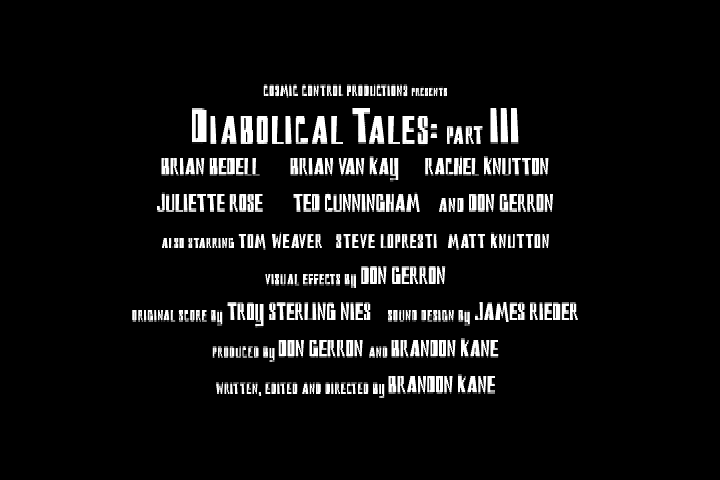 COSMIC CONTROL PRODUCTIONS PRESENTS
DIABOLICAL TALES: PART III
BRIAN BEDELL BRIAN VAN KAY RACHEL KNUTTON
JULIETTE ROSE TED CUNNINGHAM AND DON GERRON
ALSO STARRING TOM WEAVER STEVE LOPRESTI MATT KNUTTON
VISUAL EFFECTS By DON GERRON
ORIGINAL SCORE By TROy STERLING NIES SOUND DESIGN By JAMES RIEDER
PRODUCED By DON GERRON AND BRANDON KANE
WRITTEN, EDITED AND DIRECTED By BRANDON KANE